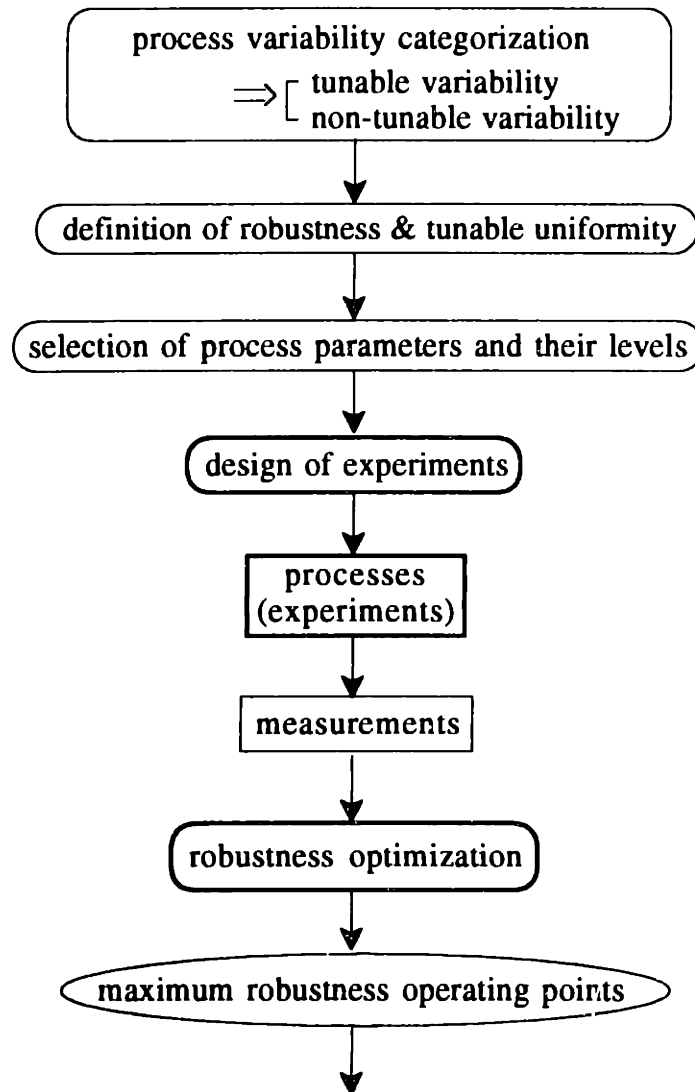 process variability categorization
⇒ tunable variability
non-tunable variability
definition of robustness & tunable uniformity
selection of process parameters and their levels
design of experiments
processes
(experiments)
measurements
robustness optimization
maximum robustness operating points